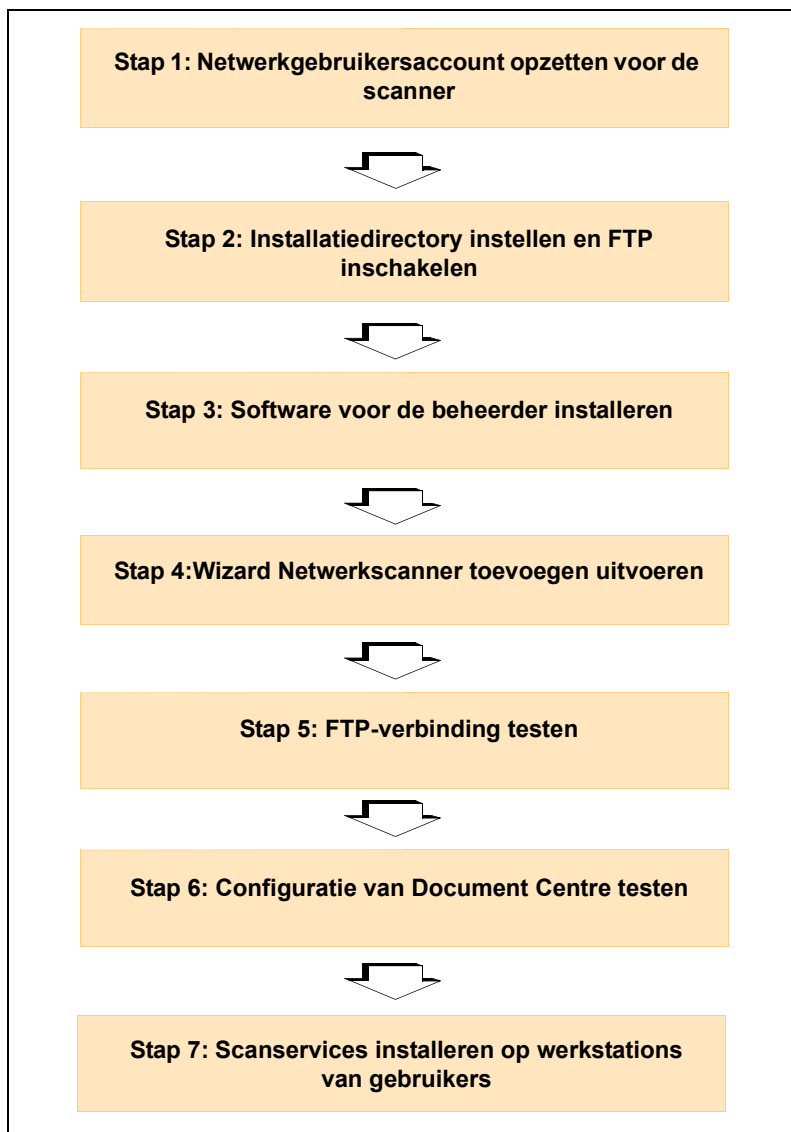 Stap 1: Netwerkgebruikersaccount opzetten voor de
scanner
Stap 2: Installatiedirectory instellen en FTP
inschakelen
Stap 3: Software voor de beheerder installeren
Stap 4:Wizard Netwerkscanner toevoegen uitvoeren
Stap 5: FTP-verbinding testen
Stap 6: Configuratie van Document Centre testen
Stap 7: Scanservices installeren op werkstations
van gebruikers